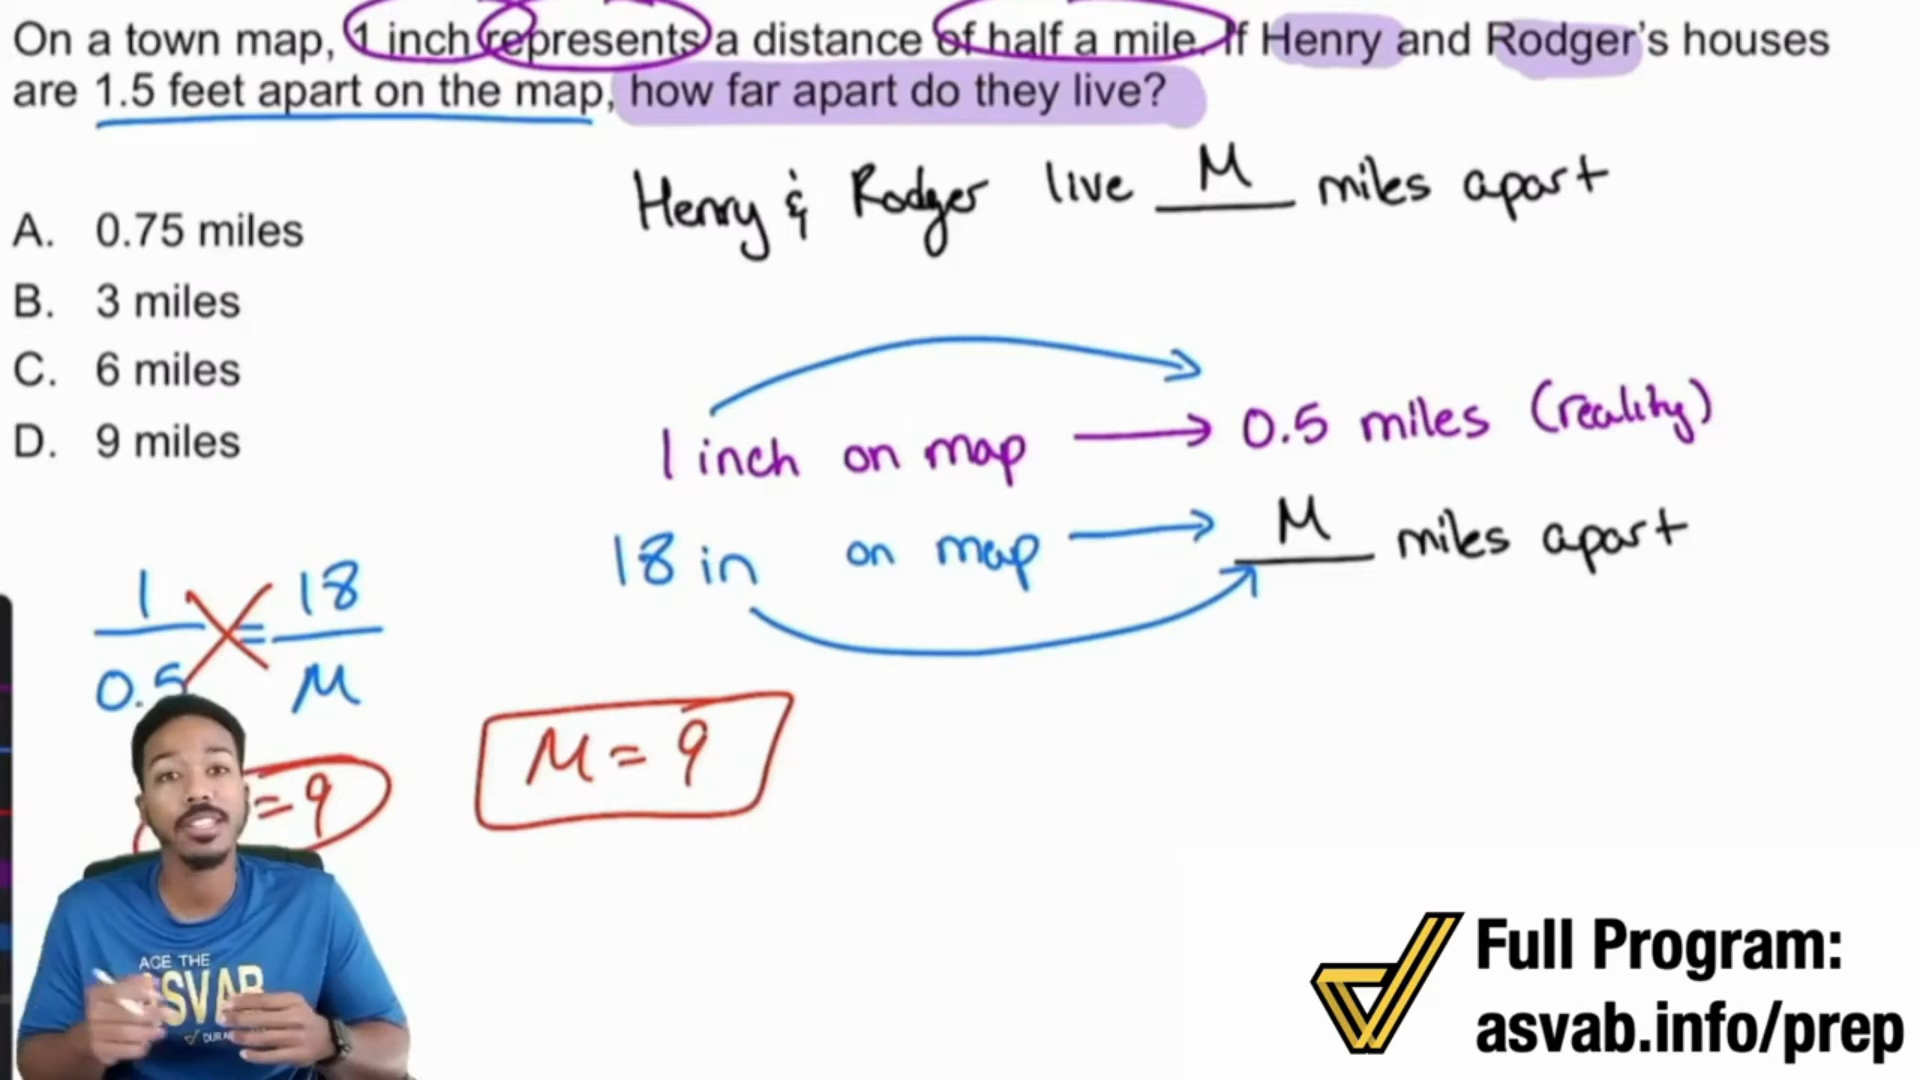 On a town map, 1 inch represents a distance of half a mile. If Henry and Rodger's houses
are 1.5 feet apart on the map, how far apart do they live?
Henry & Rodger live M miles apart
A. 0.75 miles
B. 3 miles
C. 6 miles
D. 9 miles
1 inch on map → 0.5 miles (reality)
18 in on map → M miles apart
1 = 18
0.5 M
= 9
M = 9
ACE THE
ASVAB
Full Program:
asvab.info/prep